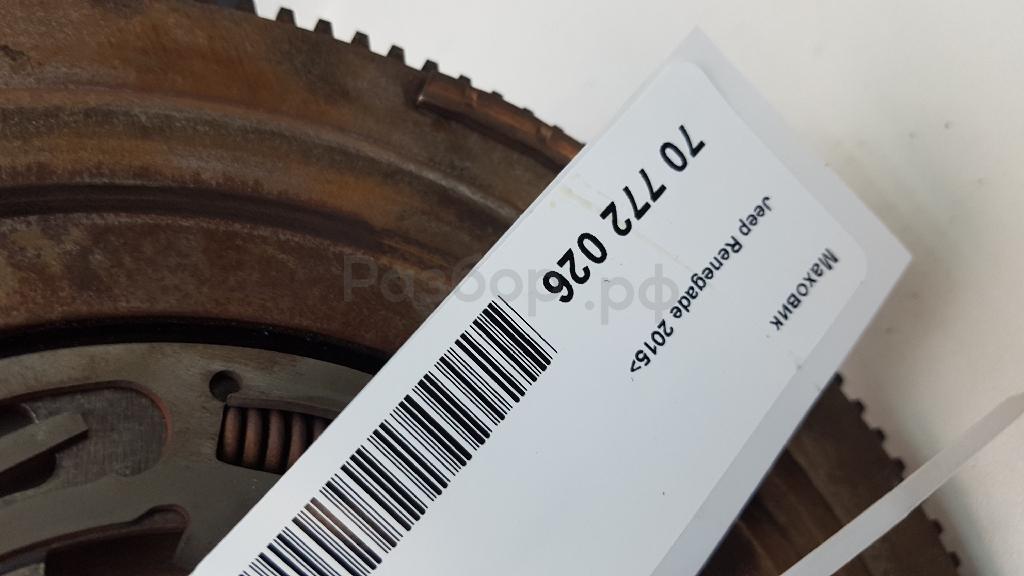 70 772 026
Jeep Renegade 2015>
Маховик
Разбор.рф